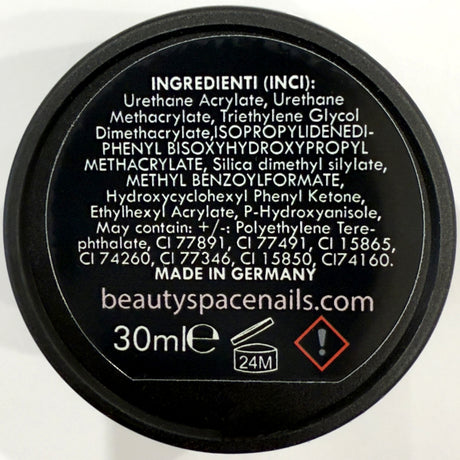 INGREDIENTI (INCI):
Urethane Acrylate, Urethane
Methacrylate, Triethylene Glycol
Dimethacrylate,ISOPROPYLIDENEDI-
PHENYL BISOXYHYDROXYPROPYL
METHACRYLATE, Silica dimethyl silylate,
METHYL BENZOYLFORMATE,
Hydroxycyclohexyl Phenyl Ketone,
Ethylhexyl Acrylate, P-Hydroxyanisole,
May contain: +/-: Polyethylene Tere-
phthalate, CI 77891, CI 77491, CI 15865,
CI 74260, CI 77346, CI 15850, CI74160.
MADE IN GERMANY
beautyspacenails.com
30ml℮ 24M